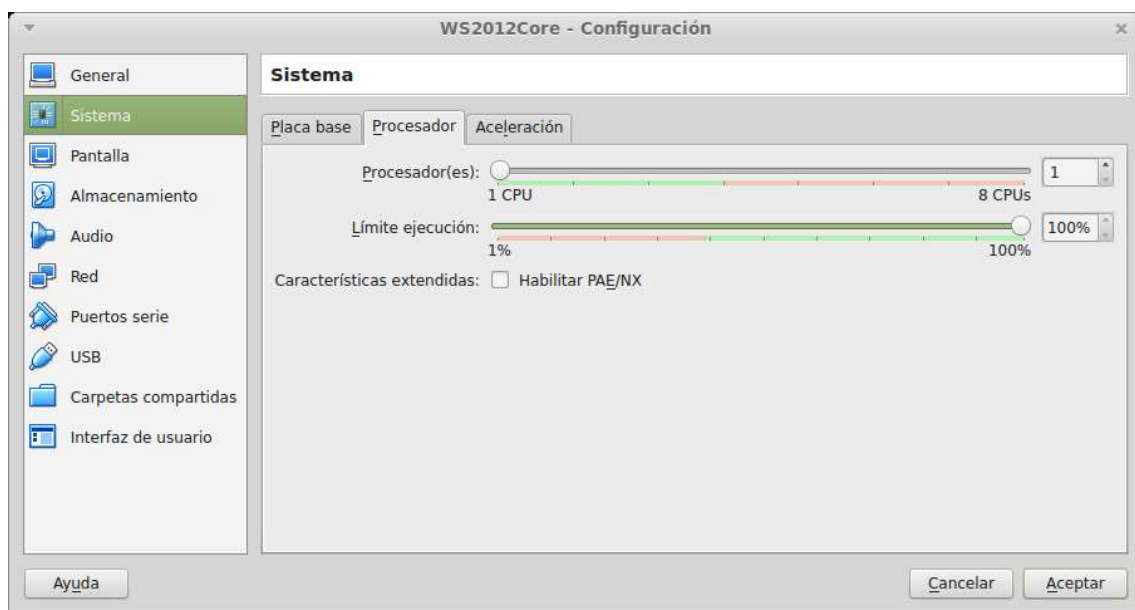 WS2012Core - Configuración
General
Sistema
Pantalla
Almacenamiento
Audio
Red
Puertos serie
USB
Carpetas compartidas
Interfaz de usuario
Sistema
Placa base Procesador Aceleración
Procesador(es): 1
1 CPU 8 CPUs
Límite ejecución: 100%
1% 100%
Características extendidas: Habilitar PAE/NX
Ayuda Cancelar Aceptar